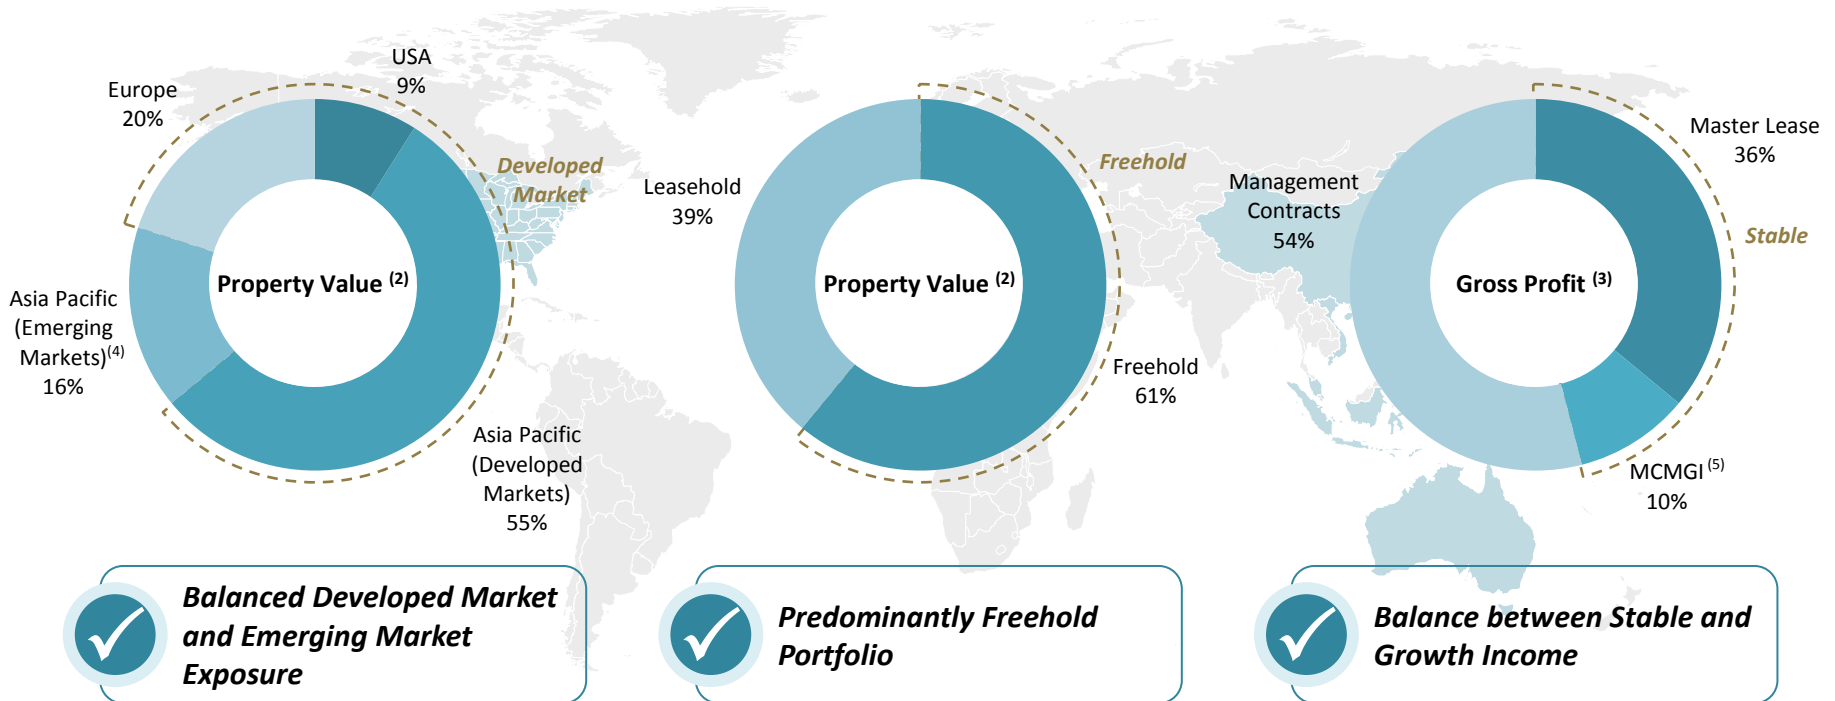 USA
9%
Europe
20%
Developed
Market
Property Value (2)
Asia Pacific
(Emerging
Markets)(4)
16%
Asia Pacific
(Developed
Markets)
55%
Leasehold
39%
Freehold
Property Value (2)
Freehold
61%
Management
Contracts
54%
Master Lease
36%
Stable
Gross Profit (3)
MCMGI (5)
10%
Balanced Developed Market
and Emerging Market
Exposure
Predominantly Freehold
Portfolio
Balance between Stable and
Growth Income